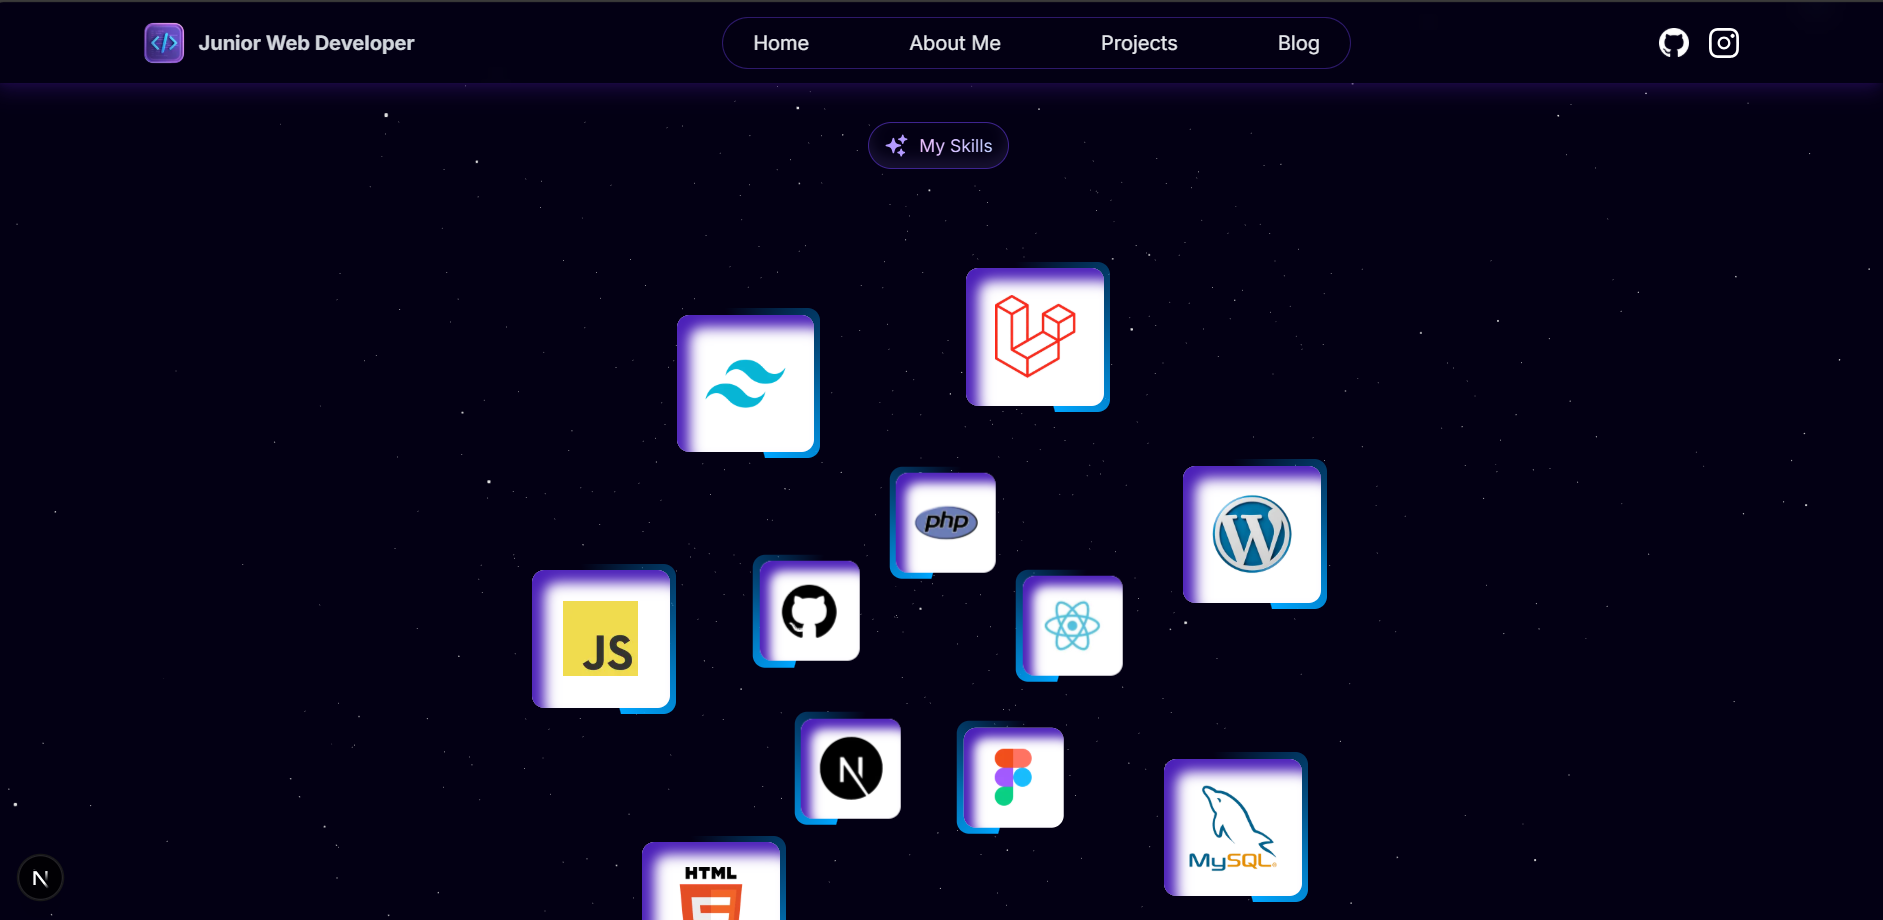 </> Junior Web Developer
Home About Me Projects Blog
My Skills
php
W
JS
N
MySQL®
HTML
N